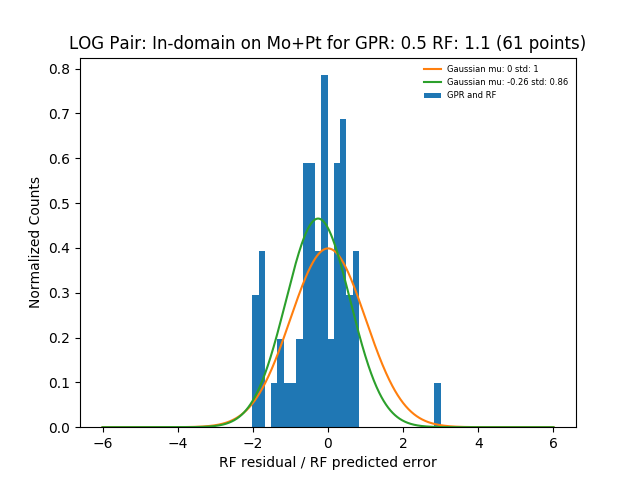 LOG Pair: In-domain on Mo+Pt for GPR: 0.5 RF: 1.1 (61 points)
Gaussian mu: 0 std: 1
Gaussian mu: -0.26 std: 0.86
GPR and RF
Normalized Counts
0.8
0.7
0.6
0.5
0.4
0.3
0.2
0.1
0.0
−6 −4 −2 0 2 4 6
RF residual / RF predicted error